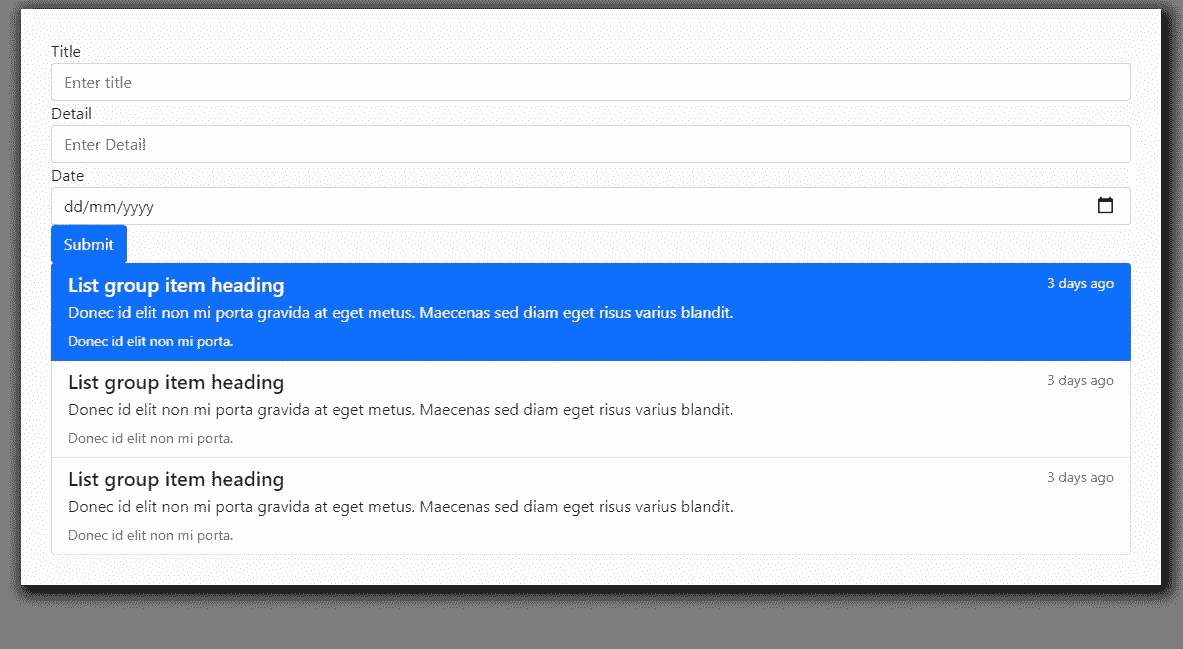 Title
Enter title
Detail
Enter Detail
Date
dd/mm/yyyy
Submit
List group item heading 3 days ago
Donec id elit non mi porta gravida at eget metus. Maecenas sed diam eget risus varius blandit.
Donec id elit non mi porta.
List group item heading 3 days ago
Donec id elit non mi porta gravida at eget metus. Maecenas sed diam eget risus varius blandit.
Donec id elit non mi porta.
List group item heading 3 days ago
Donec id elit non mi porta gravida at eget metus. Maecenas sed diam eget risus varius blandit.
Donec id elit non mi porta.